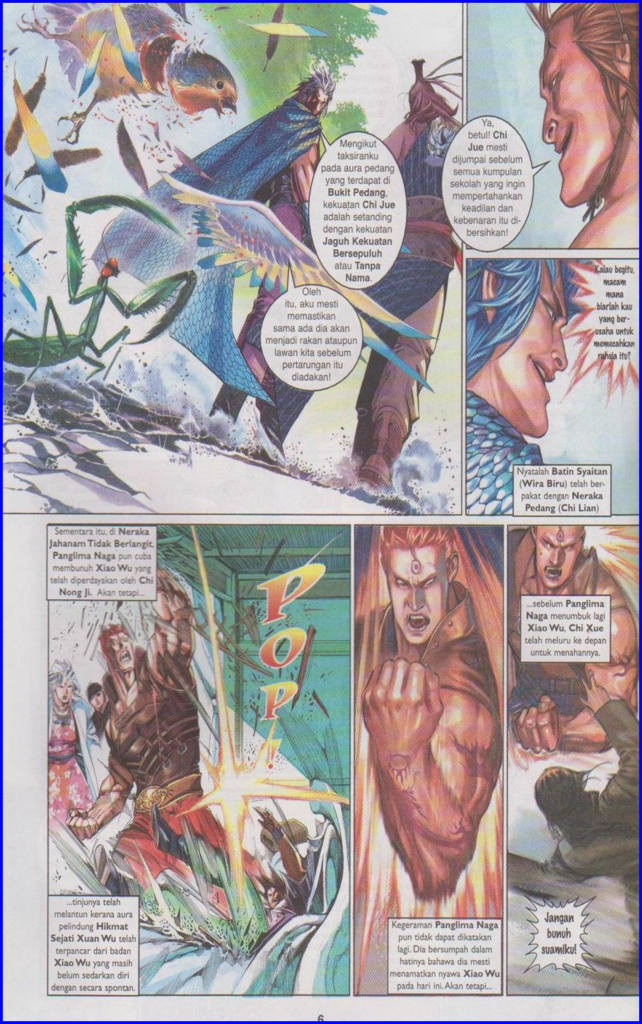 Mengikut
taksiranku
pada aura pedang
yang terdapat di
Bukit Pedang,
kekuatan Chi Jue
adalah setanding
dengan kekuatan
Jaguh Kekuatan
Bersepuluh
atau Tanpa
Nama.
Oleh
itu, aku mesti
memastikan
sama ada dia akan
menjadi rakan ataupun
lawan kita sebelum
pertarungan itu
diadakan!
Ya,
betul! Chi
Jue mesti
dijumpai sebelum
semua kumpulan
sekolah yang ingin
mempertahankan
keadilan dan
kebenaran itu di-
bersihkan!
Kalau begitu,
macam
mana
biarlah kau
yang ber-
usaha untuk
memecahkan
rahsia itu?
Nyatalah Batin Syaitan
(Wira Biru) telah ber-
pakat dengan Neraka
Pedang (Chi Lian)
Sementara itu, di Neraka
Jahanam Tidak Berlangit,
Panglima Naga pun cuba
membunuh Xiao Wu yang
telah diperdayakan oleh Chi
Nong Ji. Akan tetapi...
POP!
...tinjunya telah
melantun kerana aura
pelindung Hikmat
Sejati Xuan Wu telah
terpancar dari badan
Xiao Wu yang masih
belum sedarkan diri
dengan secara spontan.
Kegeraman Panglima Naga
pun tidak dapat dikatakan
lagi. Dia bersumpah dalam
hatinya bahawa dia mesti
menamatkan nyawa Xiao Wu
pada hari ini. Akan tetapi...
...sebelum Panglima
Naga menumbuk lagi
Xiao Wu, Chi Xue
telah meluru ke depan
untuk menahannya.
Jangan
bunuh
suamiku!
6